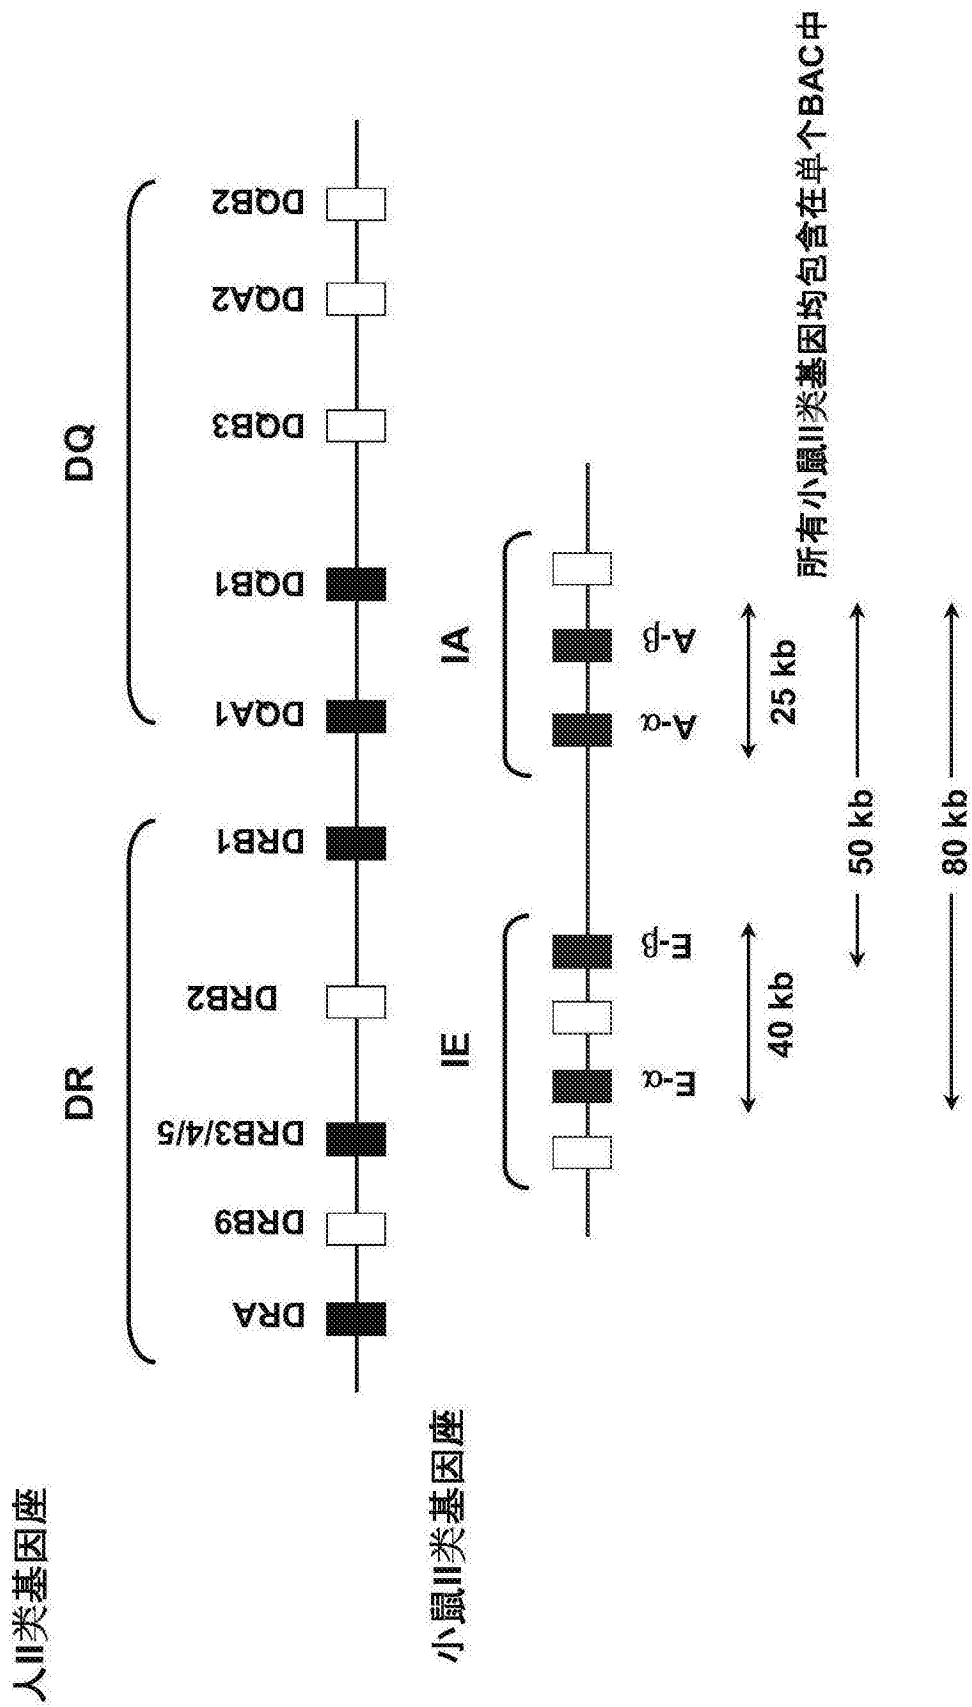 人II类基因座
DR
DQ
DRA
DRB9
DRB3/4/5
DRB2
DRB1
DQA1
DQB1
DQB3
DQA2
DQB2
小鼠II类基因座
IE
IA
E-α
E-β
A-α
A-β
40 kb
25 kb
所有小鼠II类基因均包含在单个BAC中
50 kb
80 kb